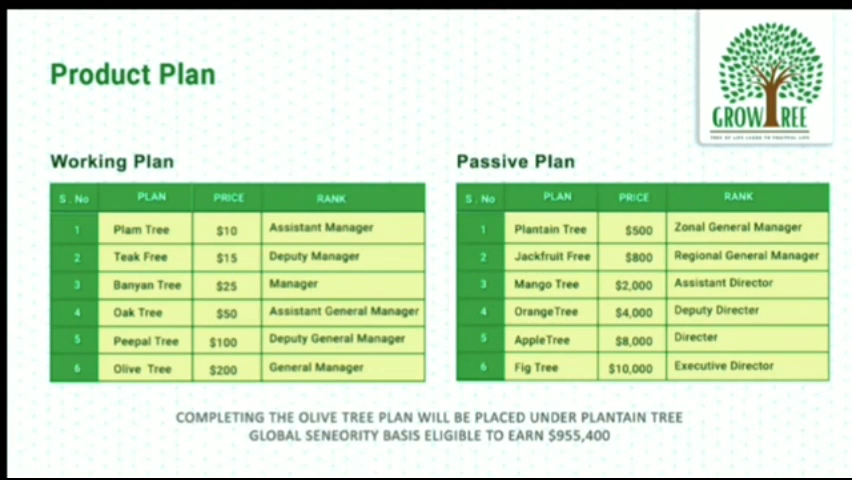 Product Plan
GROWTREE
TREE OF LIFE LEADS TO FRUITFUL LIFE
Working Plan
S . No PLAN PRICE RANK
1 Plam Tree $10 Assistant Manager
2 Teak Free $15 Deputy Manager
3 Banyan Tree $25 Manager
4 Oak Tree $50 Assistant General Manager
5 Peepal Tree $100 Deputy General Manager
6 Olive Tree $200 General Manager
Passive Plan
S . No PLAN PRICE RANK
1 Plantain Tree $500 Zonal General Manager
2 Jackfruit Free $800 Regional General Manager
3 Mango Tree $2,000 Assistant Director
4 OrangeTree $4,000 Deputy Director
5 AppleTree $8,000 Directer
6 Fig Tree $10,000 Executive Director
COMPLETING THE OLIVE TREE PLAN WILL BE PLACED UNDER PLANTAIN TREE
GLOBAL SENEORITY BASIS ELIGIBLE TO EARN $955,400